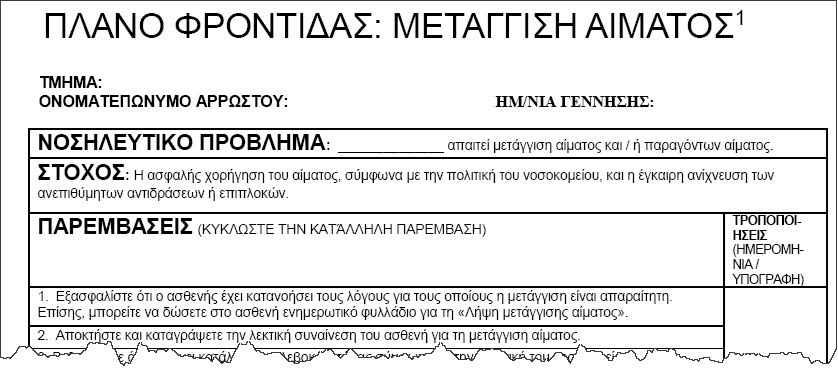 ΠΛΑΝΟ ΦΡΟΝΤΙΔΑΣ: ΜΕΤΑΓΓΙΣΗ ΑΙΜΑΤΟΣ¹
ΤΜΗΜΑ:
ΟΝΟΜΑΤΕΠΩΝΥΜΟ ΑΡΡΩΣΤΟΥ: ΗΜ/ΝΙΑ ΓΕΝΝΗΣΗΣ:
ΝΟΣΗΛΕΥΤΙΚΟ ΠΡΟΒΛΗΜΑ: _______________ απαιτεί μετάγγιση αίματος και / ή παραγόντων αίματος.
ΣΤΟΧΟΣ: Η ασφαλής χορήγηση του αίματος, σύμφωνα με την πολιτική του νοσοκομείου, και η έγκαιρη ανίχνευση των
ανεπιθύμητων αντιδράσεων ή επιπλοκών.
ΠΑΡΕΜΒΑΣΕΙΣ (ΚΥΚΛΩΣΤΕ ΤΗΝ ΚΑΤΑΛΛΗΛΗ ΠΑΡΕΜΒΑΣΗ)
ΤΡΟΠΟΠΟΙ-
ΗΣΕΙΣ
(ΗΜΕΡΟΜΗ-
ΝΙΑ /
ΥΠΟΓΡΑΦΗ)
1. Εξασφαλίστε ότι ο ασθενής έχει κατανοήσει τους λόγους για τους οποίους η μετάγγιση είναι απαραίτητη.
Επίσης, μπορείτε να δώσετε στο ασθενή ενημερωτικό φυλλάδιο για τη «Λήψη μετάγγισης αίματος».
2. Αποκτήστε και καταγράψετε την λεκτική συναίνεση του ασθενή για τη μετάγγιση αίματος.